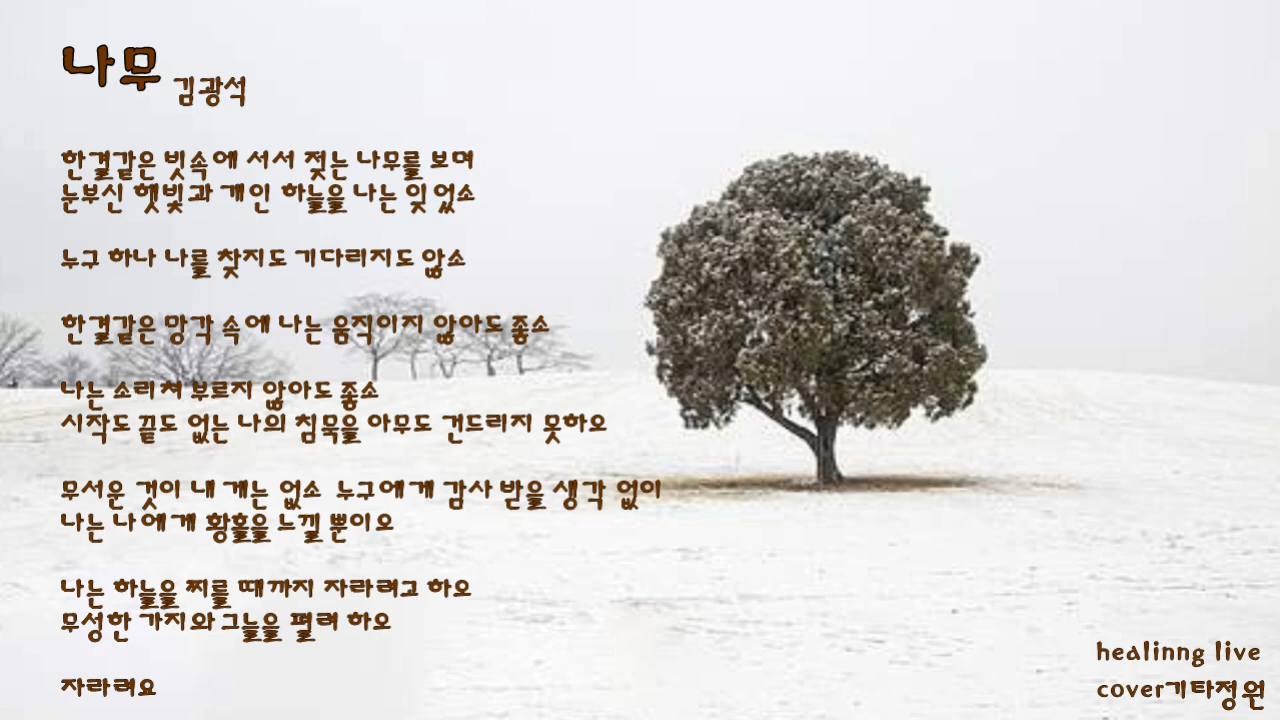 나무 김광석
한결같은 빗속에 서서 젖는 나무를 보며
눈부신 햇빛과 개인 하늘을 나는 잊었소
누구 하나 나를 찾지도 기다리지도 않소
한결같은 망각 속에 나는 움직이지 않아도 좋소
나는 소리쳐 부르지 않아도 좋소
시작도 끝도 없는 나의 침묵을 아무도 건드리지 못하오
무서운 것이 내 게는 없소 누구에게 감사 받을 생각 없이
나는 나에게 황홀을 느낄 뿐이오
나는 하늘을 찌를 때까지 자라려고 하오
무성한 가지와 그늘을 펼려 하오
자라려요
healinng live
cover기타정원